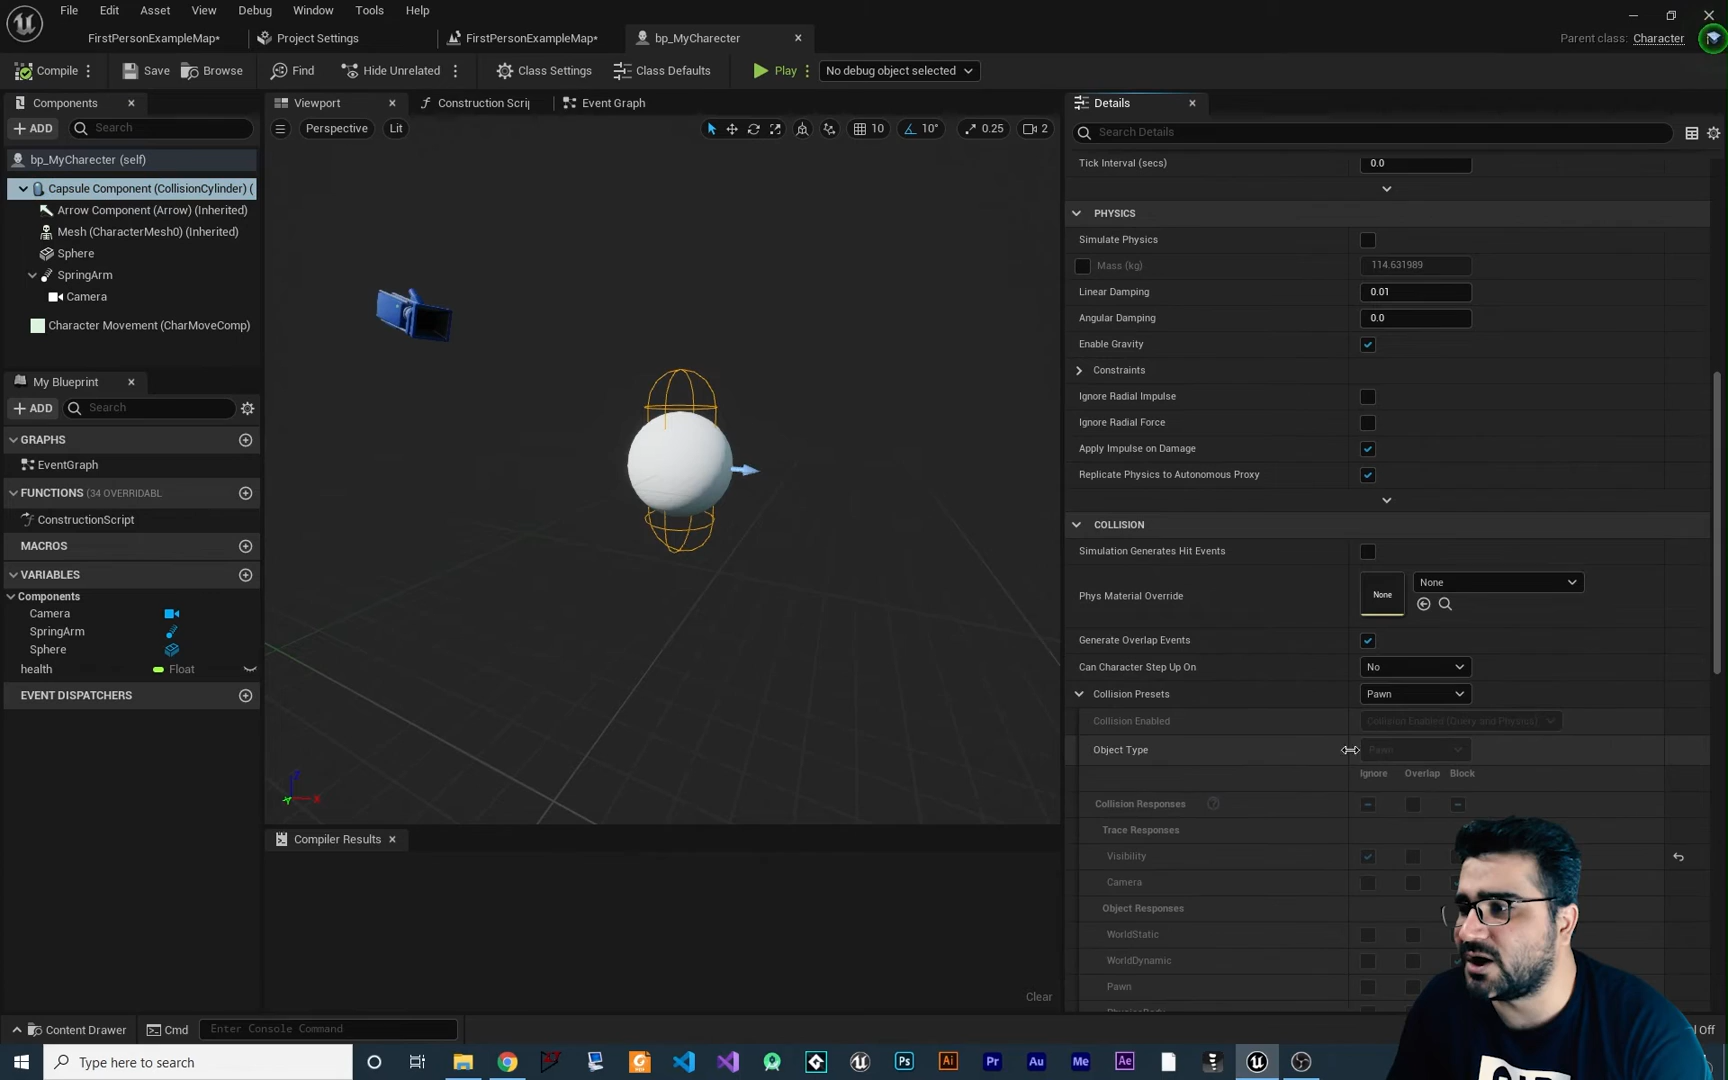 File Edit Asset View Debug Window Tools Help
FirstPersonExampleMap* Project Settings FirstPersonExampleMap* bp_MyCharecter Parent class: Character
Compile Save Browse Find Hide Unrelated Class Settings Class Defaults Play No debug object selected
Components Viewport Construction Scrip Event Graph Details
ADD Search Perspective Lit 10 10° 0.25 2 Search Details
bp_MyCharecter (self) Tick Interval (secs) 0.0
Capsule Component (CollisionCylinder) (
Arrow Component (Arrow) (Inherited) PHYSICS
Mesh (CharacterMesh0) (Inherited) Simulate Physics
Sphere Mass (kg) 114.631989
SpringArm Linear Damping 0.01
Camera Angular Damping 0.0
Character Movement (CharMoveComp) Enable Gravity
Constraints
My Blueprint Ignore Radial Impulse
ADD Search Ignore Radial Force
GRAPHS Apply Impulse on Damage
EventGraph Replicate Physics to Autonomous Proxy
FUNCTIONS (34 OVERRIDABL
ConstructionScript COLLISION
MACROS Simulation Generates Hit Events
VARIABLES None None
Components Phys Material Override
Camera
SpringArm Generate Overlap Events
Sphere Can Character Step Up On No
health Float
EVENT DISPATCHERS Collision Presets Pawn
Collision Enabled Collision Enabled (Query and Physics)
Object Type Pawn
Ignore Overlap Block
Collision Responses
Trace Responses
Compiler Results Visibility
Camera
Object Responses
WorldStatic
WorldDynamic
Pawn
Clear
Content Drawer Cmd Enter Console Command Off
Type here to search Ps Ai Pr Au Me Ae